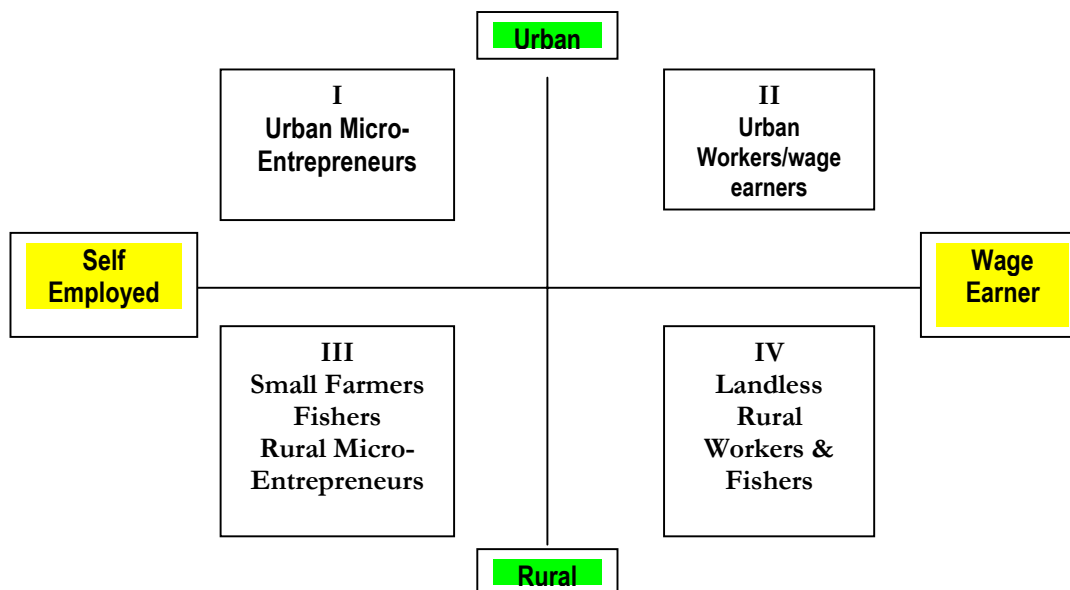 Urban
I
Urban Micro-
Entrepreneurs
II
Urban
Workers/wage
earners
Self
Employed
Wage
Earner
III
Small Farmers
Fishers
Rural Micro-
Entrepreneurs
IV
Landless
Rural
Workers &
Fishers
Rural